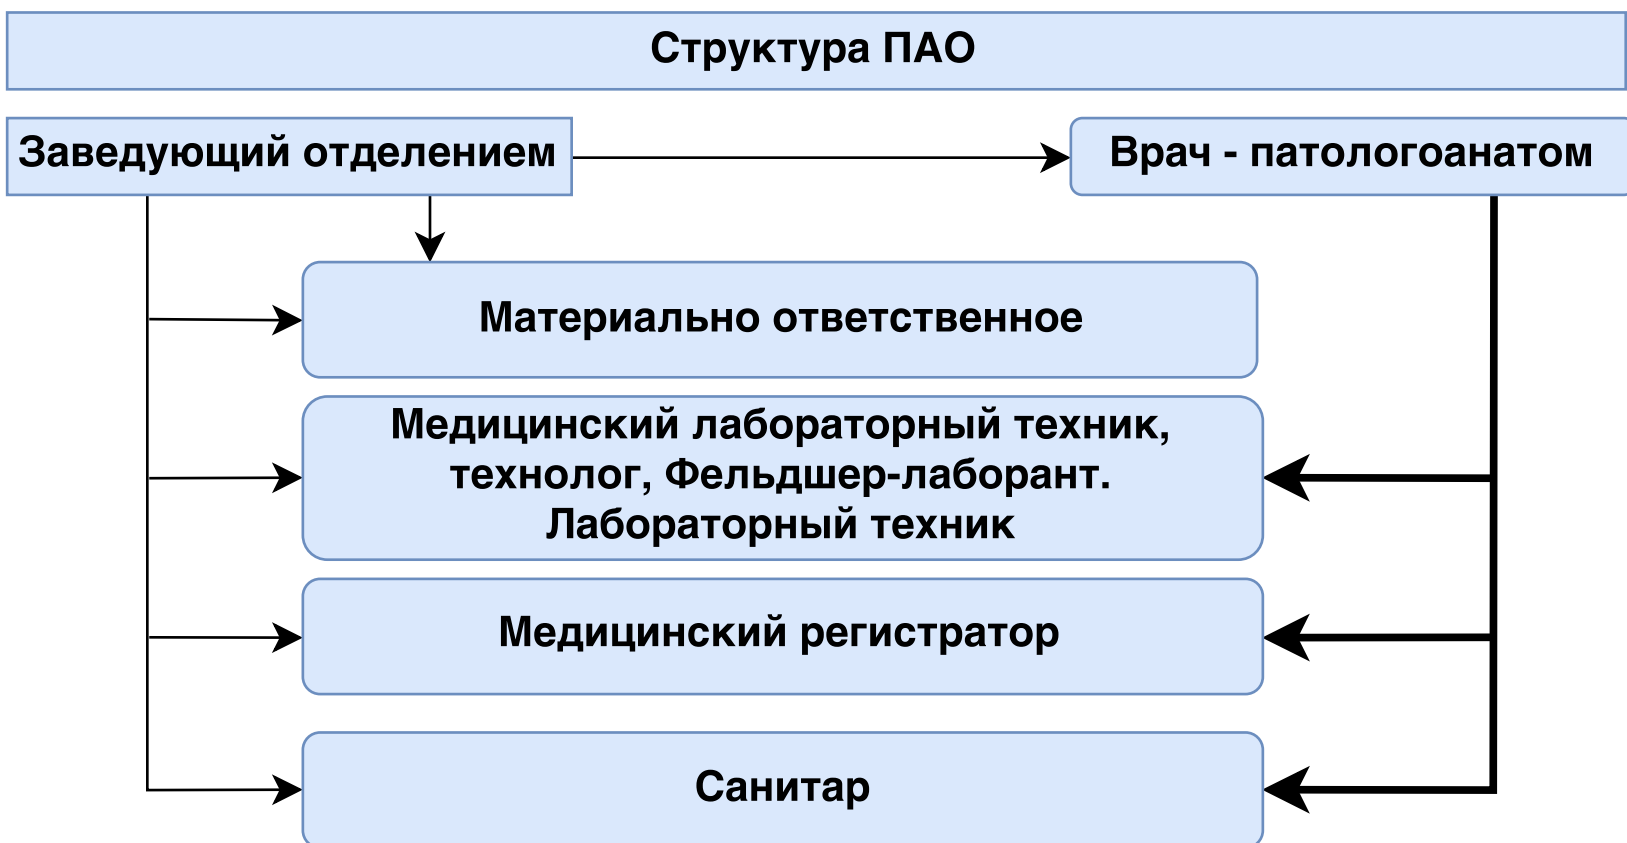 Структура ПАО
Заведующий отделением
Врач - патологоанатом
Материально ответственное
Медицинский лабораторный техник,
технолог, Фельдшер-лаборант.
Лабораторный техник
Медицинский регистратор
Санитар